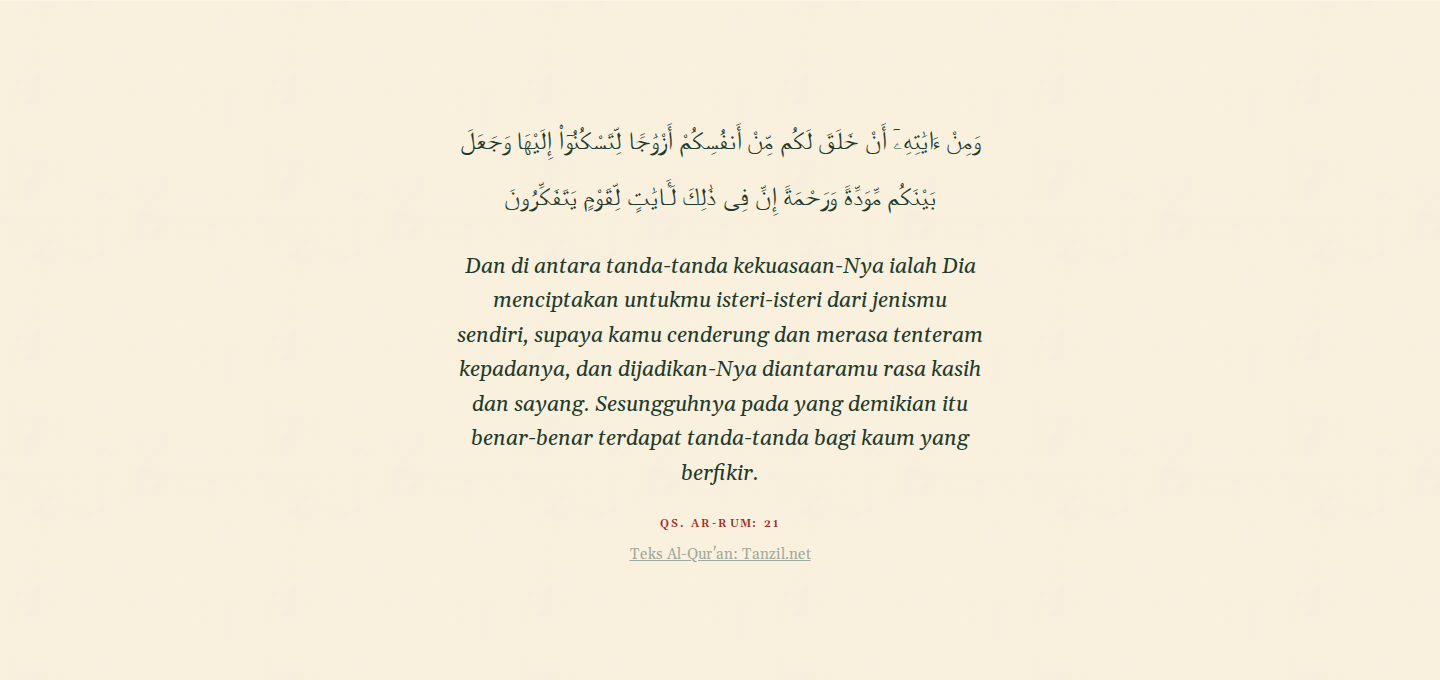 وَمِنْ ءَايَٰتِهِۦٓ أَنْ خَلَقَ لَكُم مِّنْ أَنفُسِكُمْ أَزْوَٰجًا لِّتَسْكُنُوٓا۟ إِلَيْهَا وَجَعَلَ
بَيْنَكُم مَّوَدَّةً وَرَحْمَةً إِنَّ فِى ذَٰلِكَ لَـَٔايَٰتٍ لِّقَوْمٍ يَتَفَكَّرُونَ
Dan di antara tanda-tanda kekuasaan-Nya ialah Dia
menciptakan untukmu isteri-isteri dari jenismu
sendiri, supaya kamu cenderung dan merasa tenteram
kepadanya, dan dijadikan-Nya diantaramu rasa kasih
dan sayang. Sesungguhnya pada yang demikian itu
benar-benar terdapat tanda-tanda bagi kaum yang
berfikir.
QS. AR-RUM: 21
Teks Al-Qur'an: Tanzil.net